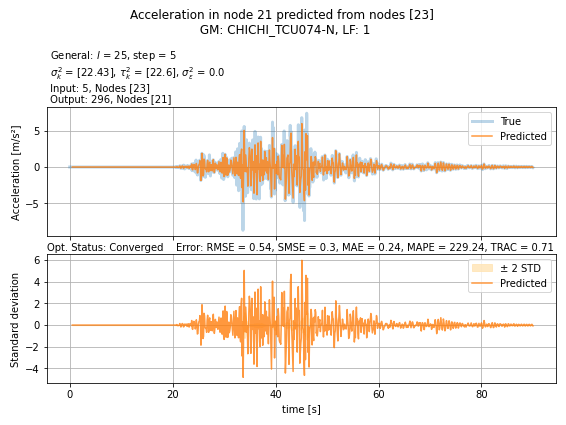 Acceleration in node 21 predicted from nodes [23]
GM: CHICHI_TCU074-N, LF: 1
General: l = 25, step = 5
σ²ₖ = [22.43], τ²ₖ = [22.6], σ²ε = 0.0
Input: 5, Nodes [23]
Output: 296, Nodes [21]
True
Predicted
Acceleration [m/s²]
5
0
−5
Opt. Status: Converged Error: RMSE = 0.54, SMSE = 0.3, MAE = 0.24, MAPE = 229.24, TRAC = 0.71
± 2 STD
Predicted
Standard deviation
6
4
2
0
−2
−4
0 20 40 60 80
time [s]